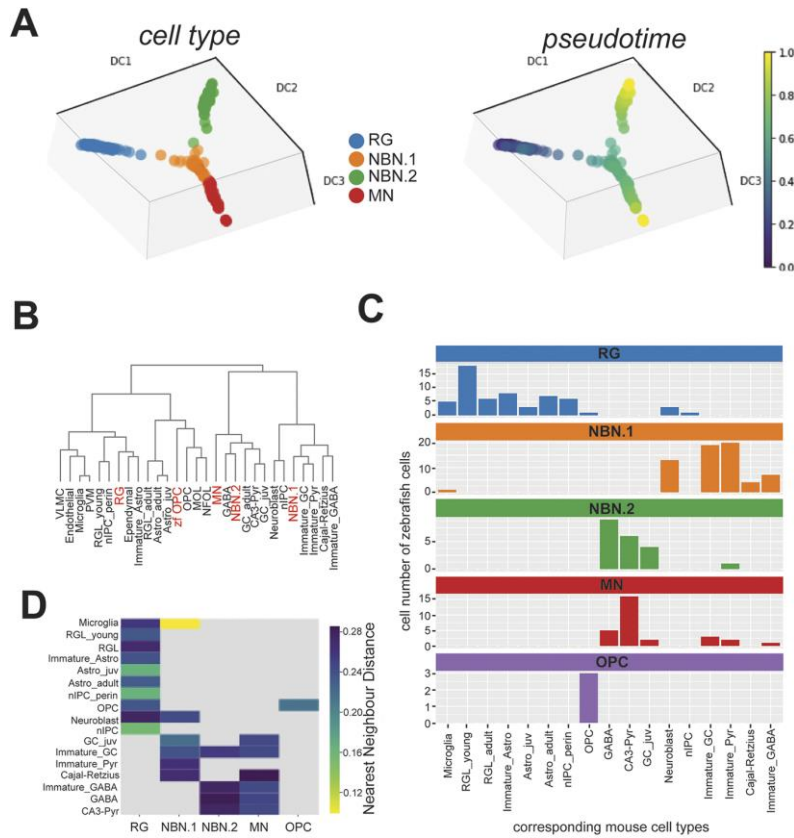 A
cell type
pseudotime
DC1
DC2
DC3
RG
NBN.1
NBN.2
MN
DC1
DC2
DC3
1.0
0.8
0.6
0.4
0.2
0.0
B
VLMC
Endothelial
Microglia
PVM
RGL_young
nIPC_perin
RG
Ependymal
Immature_Astro
RGL_adult
Astro_adult
Astro_juv
zf OPC
OPC
MOL
NFOL
MN
GABA
NBN.2
GC_adult
CA3-Pyr
GC_juv
Neuroblast
nIPC
NBN.1
Immature_GC
Immature_Pyr
Cajal-Retzius
Immature_GABA
C
RG
15
10
5
0
NBN.1
20
10
0
NBN.2
5
0
MN
15
10
5
0
OPC
3
2
1
0
cell number of zebrafish cells
Microglia
RGL_young
RGL_adult
Immature_Astro
Astro_juv
Astro_adult
nIPC_perin
OPC
GABA
CA3-Pyr
GC_juv
Neuroblast
nIPC
Immature_GC
Immature_Pyr
Cajal-Retzius
Immature_GABA
corresponding mouse cell types
D
Microglia
RGL_young
RGL
Immature_Astro
Astro_juv
Astro_adult
nIPC_perin
OPC
Neuroblast
nIPC
GC_juv
Immature_GC
Immature_Pyr
Cajal-Retzius
Immature_GABA
GABA
CA3-Pyr
RG
NBN.1
NBN.2
MN
OPC
0.28
0.24
0.20
0.16
0.12
Nearest Neighbour Distance